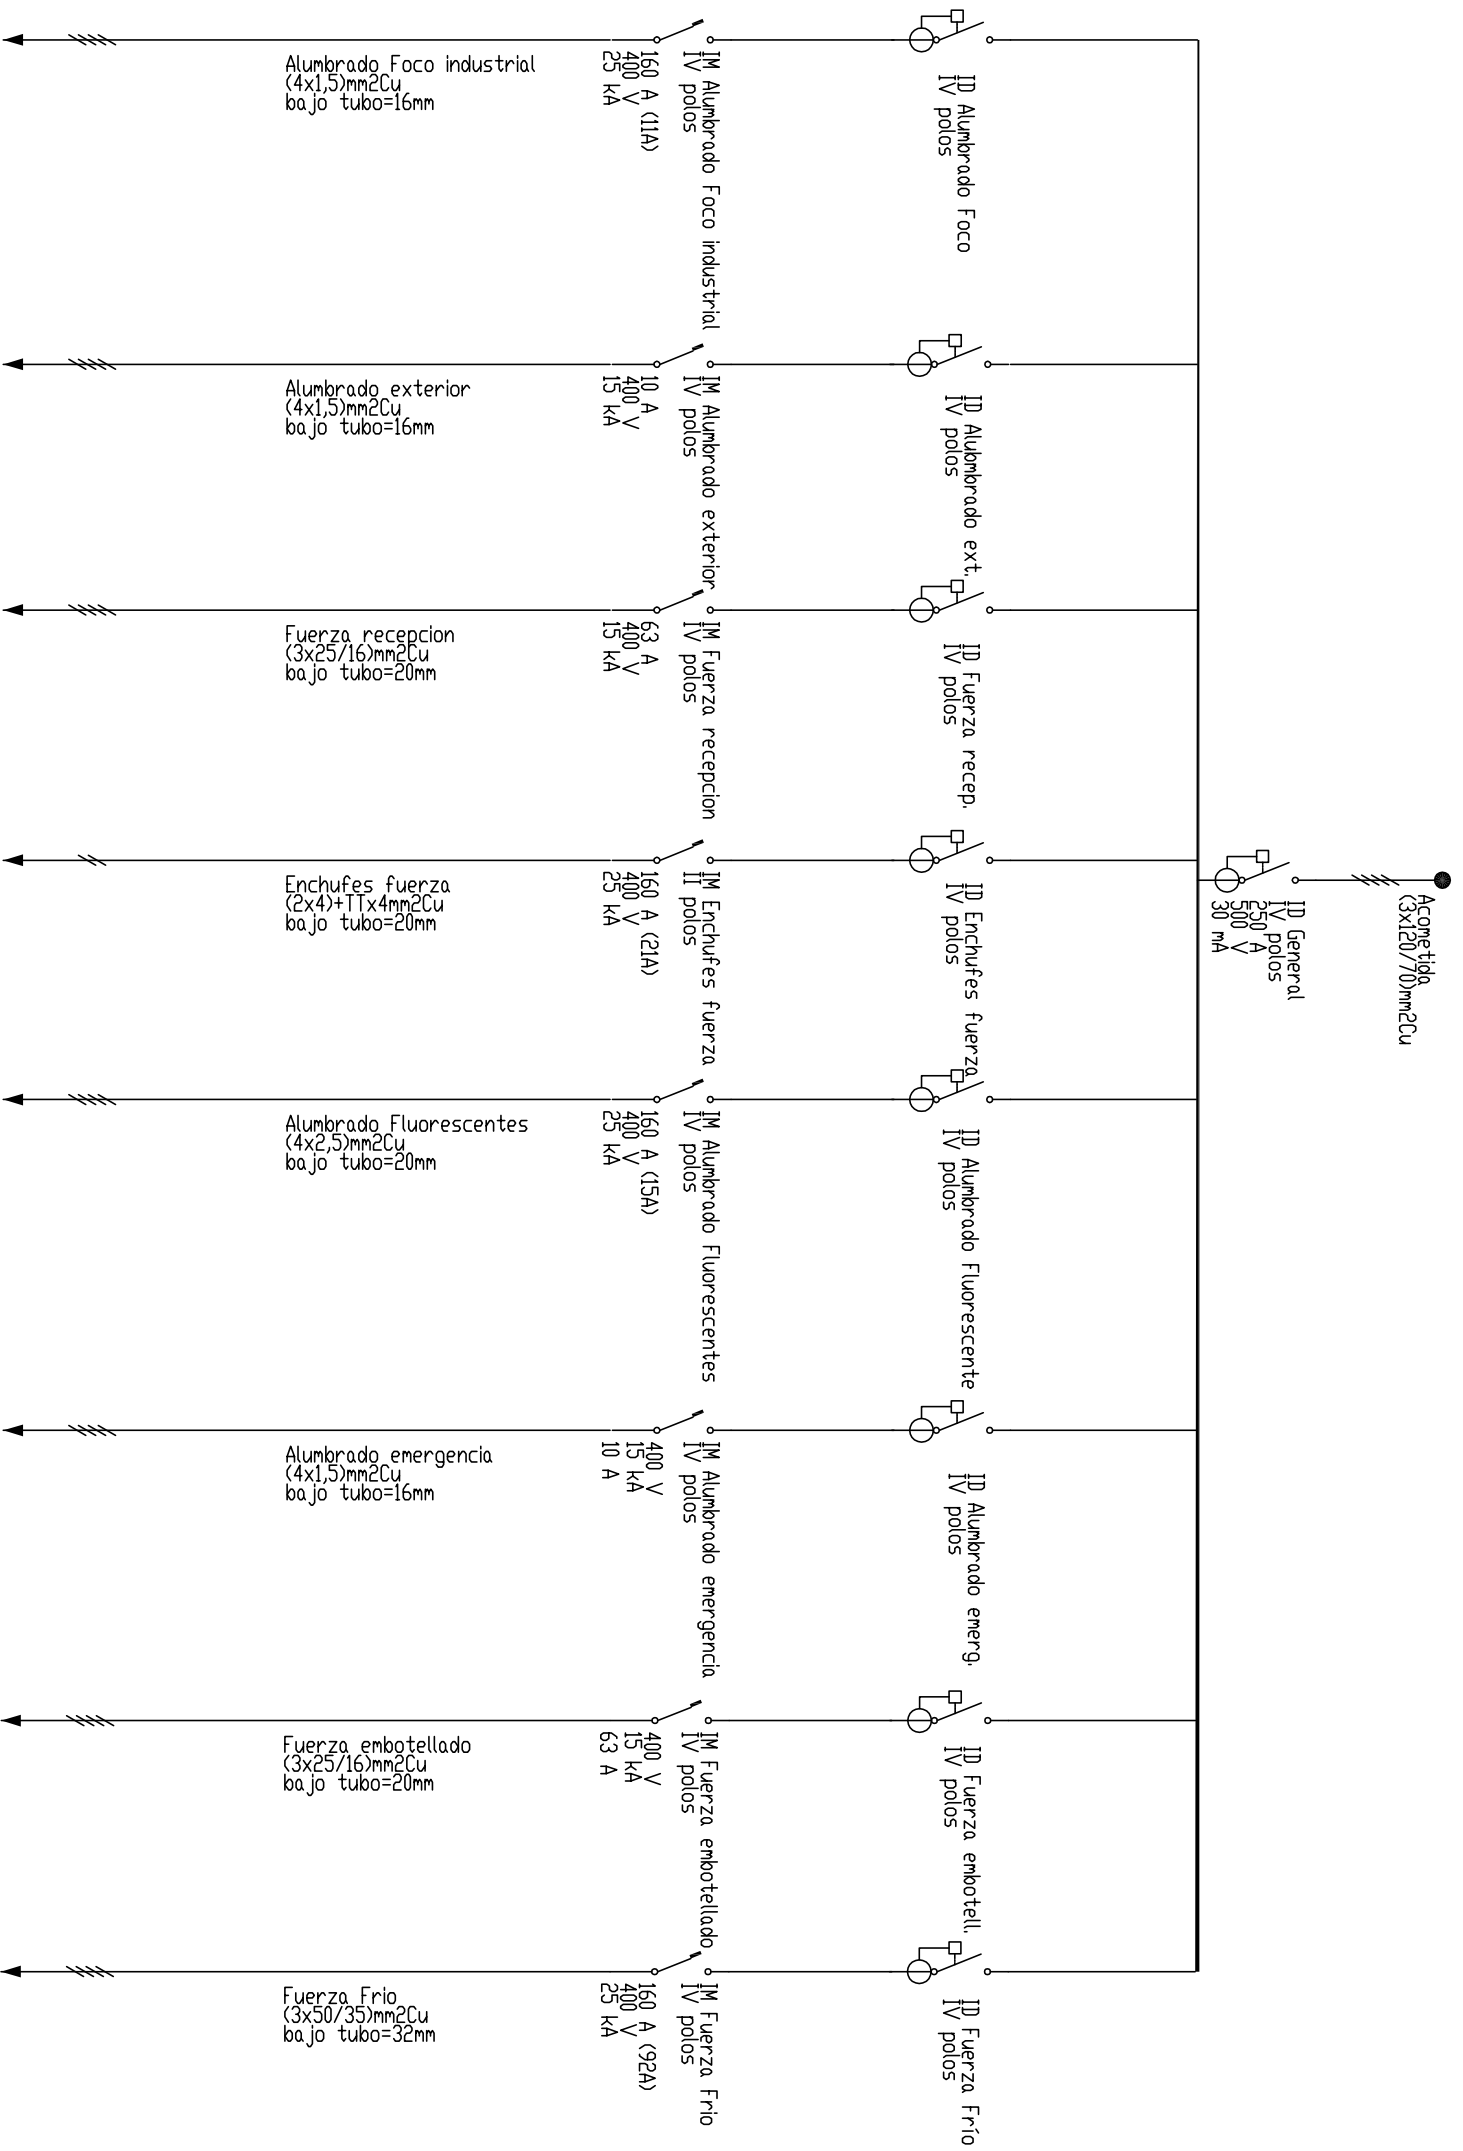 Acometida
(3x120/70)mm2Cu
ID General
IV polos
250 A
500 V
30 mA
ID Alumbrado Foco
IV polos
IM Alumbrado Foco industrial
IV polos
160 A (11A)
400 V
25 kA
Alumbrado Foco industrial
(4x1,5)mm2Cu
bajo tubo=16mm
ID Alubmbrado ext.
IV polos
IM Alumbrado exterior
IV polos
10 A
400 V
15 kA
Alumbrado exterior
(4x1,5)mm2Cu
bajo tubo=16mm
ID Fuerza recep.
IV polos
IM Fuerza recepcion
IV polos
63 A
400 V
15 kA
Fuerza recepcion
(3x25/16)mm2Cu
bajo tubo=20mm
ID Enchufes fuerza
IV polos
IM Enchufes fuerza
II polos
160 A (21A)
400 V
25 kA
Enchufes fuerza
(2x4)+TTx4mm2Cu
bajo tubo=20mm
ID Alumbrado Fluorescente
IV polos
IM Alumbrado Fluorescentes
IV polos
160 A (15A)
400 V
25 kA
Alumbrado Fluorescentes
(4x2,5)mm2Cu
bajo tubo=20mm
ID Alumbrado emerg.
IV polos
IM Alumbrado emergencia
IV polos
400 V
15 kA
10 A
Alumbrado emergencia
(4x1,5)mm2Cu
bajo tubo=16mm
ID Fuerza embotell.
IV polos
IM Fuerza embotellado
IV polos
400 V
15 kA
63 A
Fuerza embotellado
(3x25/16)mm2Cu
bajo tubo=20mm
ID Fuerza Frío
IV polos
IM Fuerza Frio
IV polos
160 A (92A)
400 V
25 kA
Fuerza Frio
(3x50/35)mm2Cu
bajo tubo=32mm